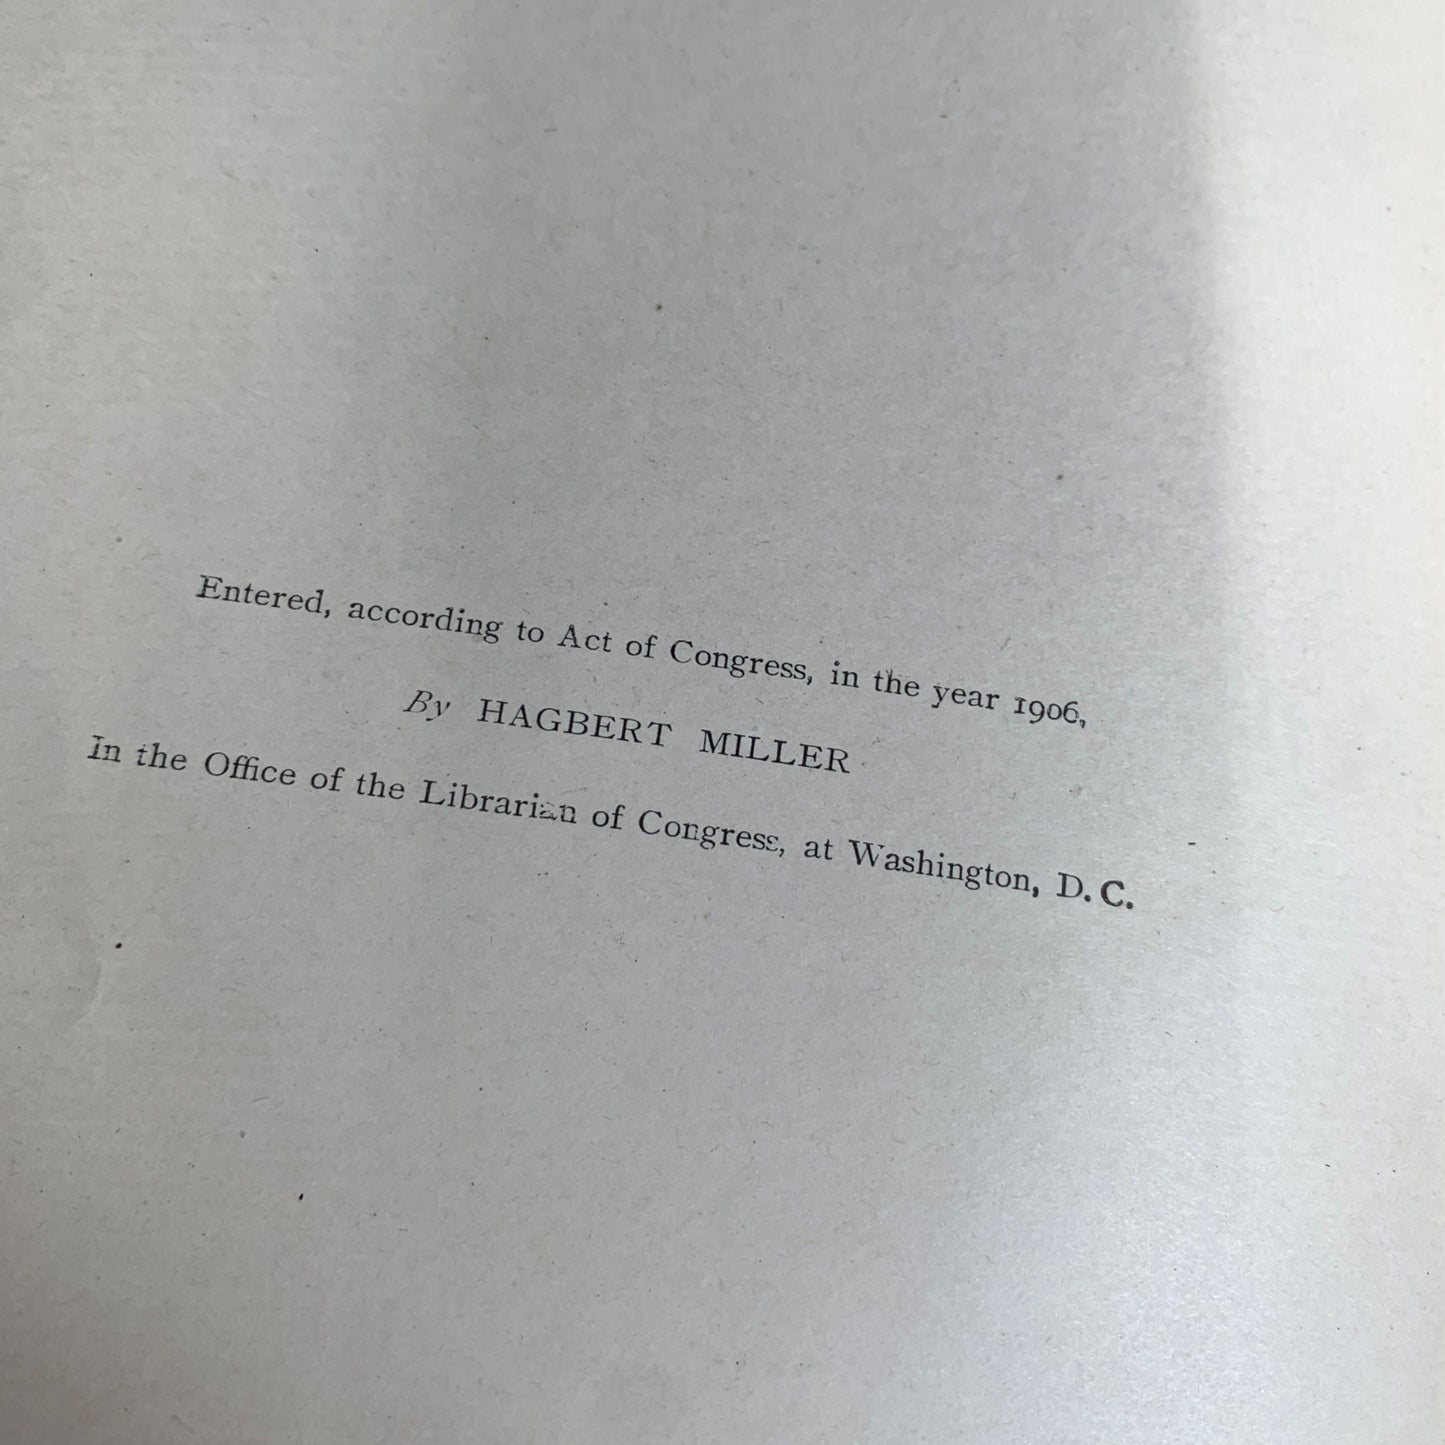 Entered, according to Act of Congress, in the year 1906,
By HAGBERT MILLER
In the Office of the Librarian of Congress, at Washington, D. C.